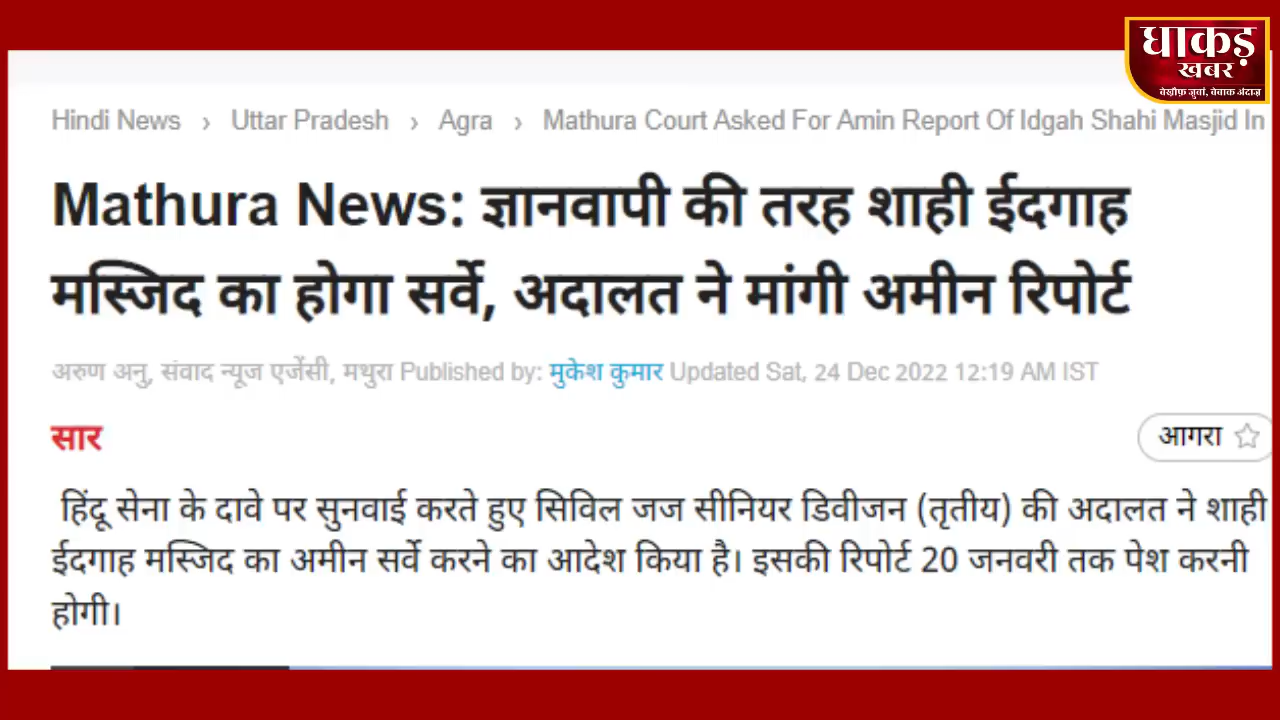 धाकड़
खबर
बेख़ौफ़ जुबां, बेवाक अंदाज़
Hindi News › Uttar Pradesh › Agra › Mathura Court Asked For Amin Report Of Idgah Shahi Masjid In
Mathura News: ज्ञानवापी की तरह शाही ईदगाह
मस्जिद का होगा सर्वे, अदालत ने मांगी अमीन रिपोर्ट
अरुण अनु, संवाद न्यूज एजेंसी, मथुरा Published by: मुकेश कुमार Updated Sat, 24 Dec 2022 12:19 AM IST
सार
आगरा
हिंदू सेना के दावे पर सुनवाई करते हुए सिविल जज सीनियर डिवीजन (तृतीय) की अदालत ने शाही
ईदगाह मस्जिद का अमीन सर्वे करने का आदेश किया है। इसकी रिपोर्ट 20 जनवरी तक पेश करनी
होगी।